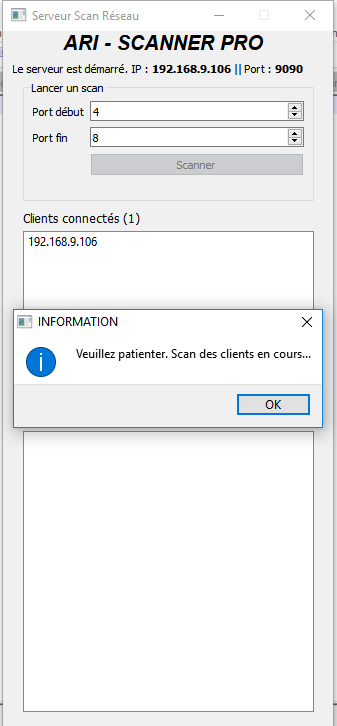 Serveur Scan Réseau
ARI - SCANNER PRO
Le serveur est démarré. IP : 192.168.9.106 || Port : 9090
Lancer un scan
Port début 4
Port fin 8
Scanner
Clients connectés (1)
192.168.9.106
INFORMATION
Veuillez patienter. Scan des clients en cours...
OK